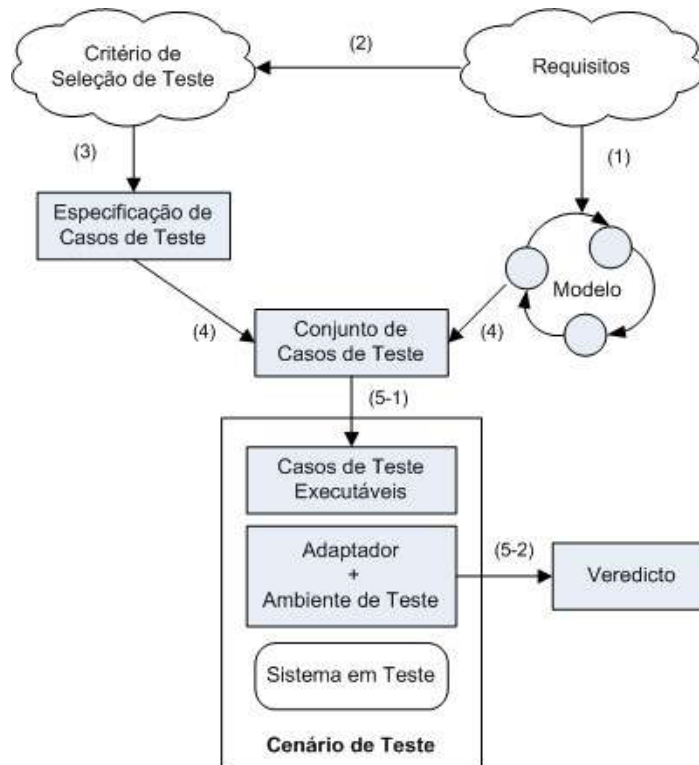 Critério de
Seleção de Teste
(2)
Requisitos
(3)
(1)
Especificação de
Casos de Teste
Modelo
(4)
Conjunto de
Casos de Teste
(4)
(5-1)
Casos de Teste
Executáveis
Adaptador
+
Ambiente de Teste
(5-2)
Veredicto
Sistema em Teste
Cenário de Teste